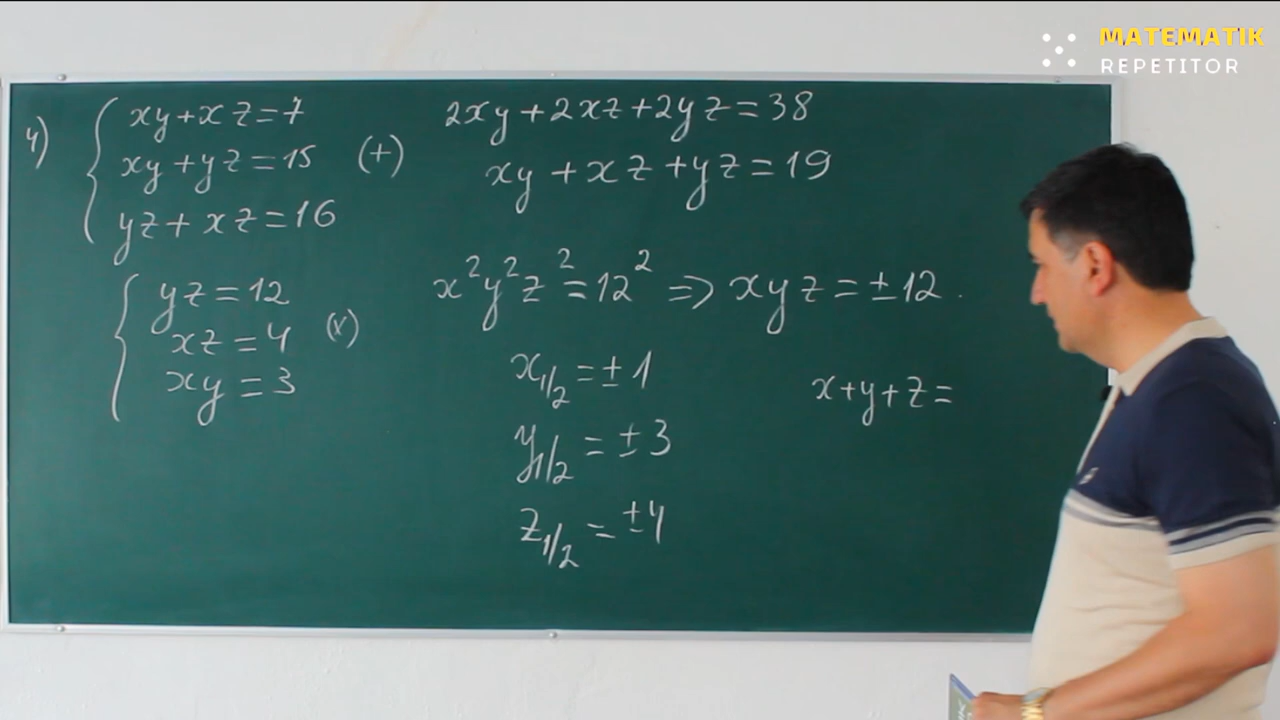 MATEMATIK
REPETITOR
4)
xy+xz=7
xy+yz=15 (+)
yz+xz=16
2xy+2xz+2yz=38
xy+xz+yz=19
yz=12
xz=4 (x)
xy=3
x²y²z²=12² => xyz=±12.
x₁/₂=±1
y₁/₂=±3
z₁/₂=±4
x+y+z=